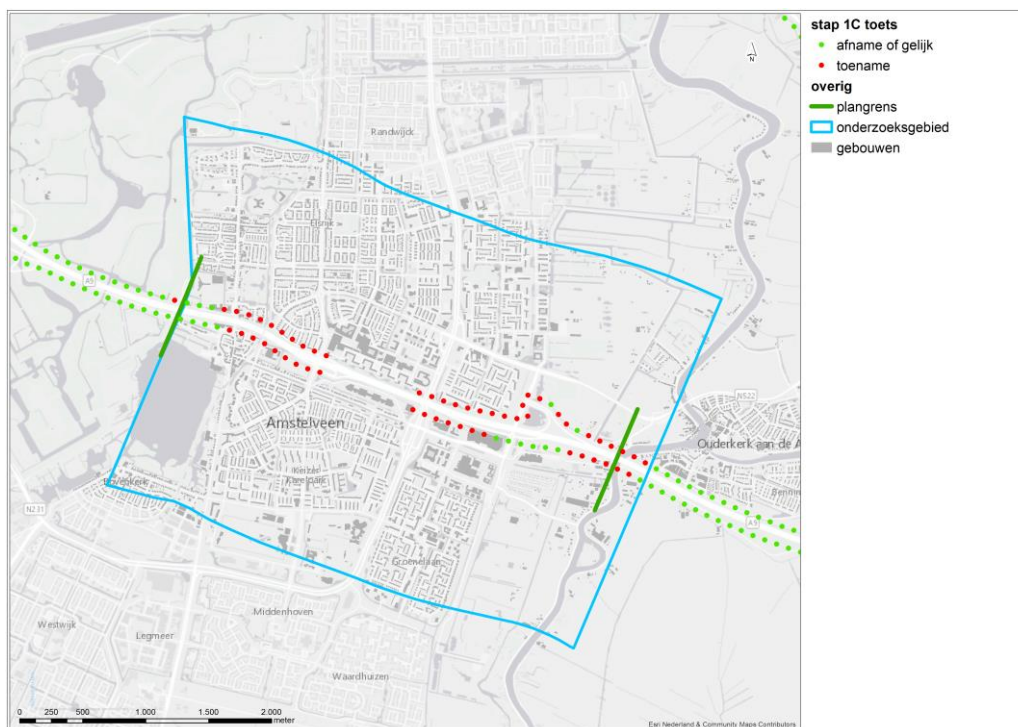 stap 1C toets
afname of gelijk
toename
overig
plangrens
onderzoeksgebied
gebouwen
N
Randwijck
Elsrijk
A9
N522
Amstelveen
Ouderkerk aan de A
Keizer
Karelpark
Bovenkerk
N231
A9
Groenelaan
Middenhoven
Westwijk
Legmeer
Waardhuizen
0 250 500 1.000 1.500 2.000
meter
Esri Nederland & Community Maps Contributors